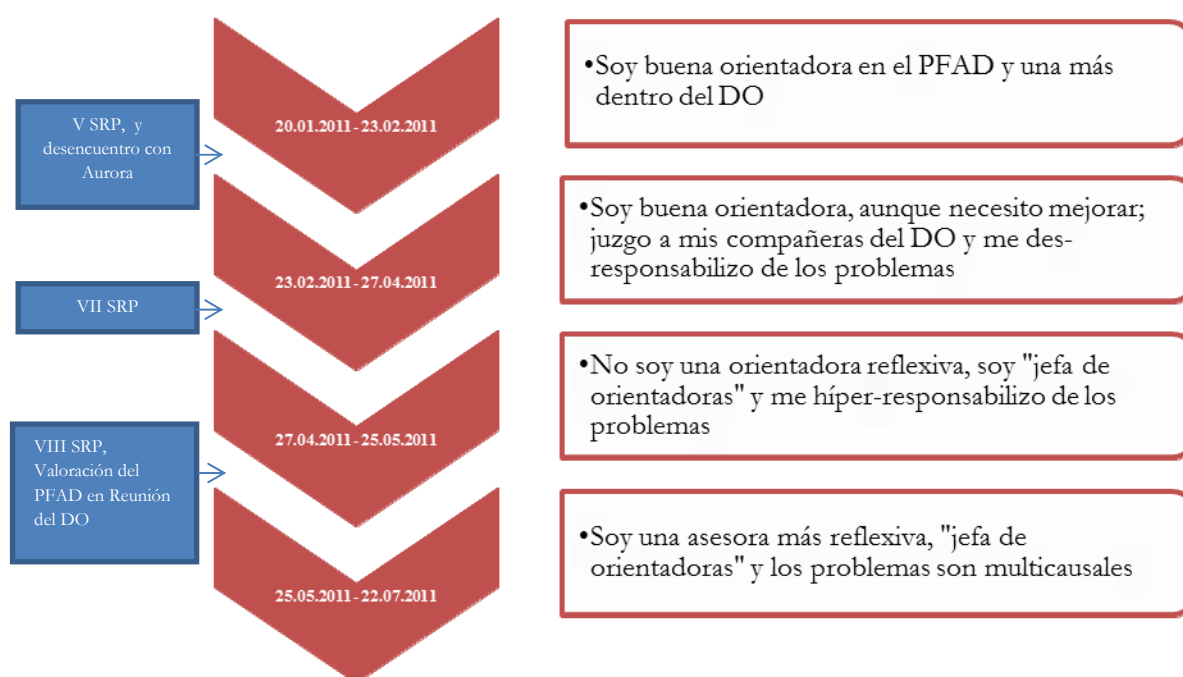 •Soy buena orientadora en el PFAD y una más
dentro del DO
20.01.2011-23.02.2011
V SRP, y
desencuentro con
Aurora
•Soy buena orientadora, aunque necesito mejorar;
juzgo a mis compañeras del DO y me des-
responsabilizo de los problemas
23.02.2011-27.04.2011
VII SRP
•No soy una orientadora reflexiva, soy "jefa de
orientadoras" y me híper-responsabilizo de los
problemas
27.04.2011-25.05.2011
VIII SRP,
Valoración del
PFAD en Reunión
del DO
•Soy una asesora más reflexiva, "jefa de
orientadoras" y los problemas son multicausales
25.05.2011-22.07.2011